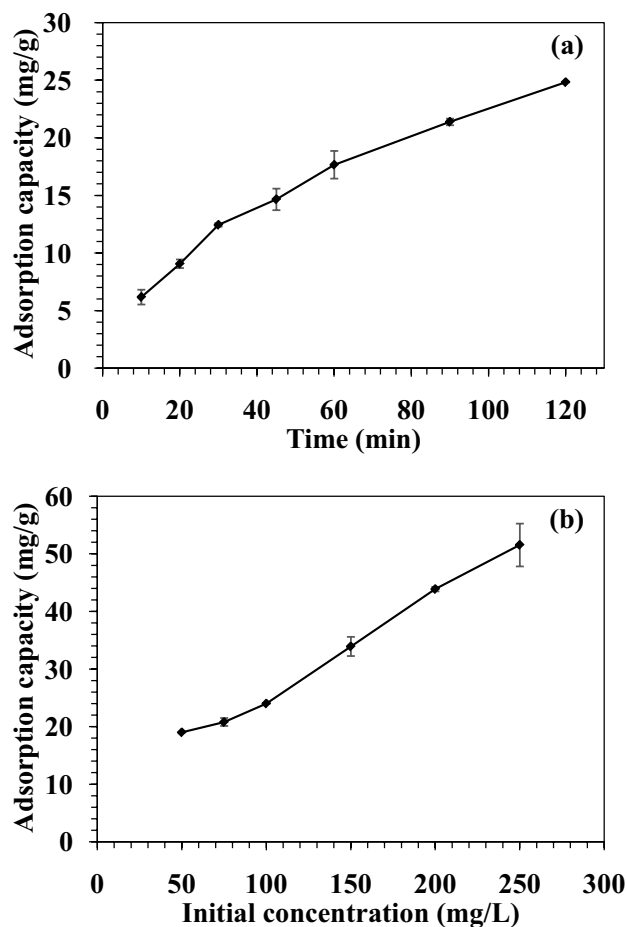 (a)
Adsorption capacity (mg/g)
30
25
20
15
10
5
0
0 20 40 60 80 100 120
Time (min)
(b)
Adsorption capacity (mg/g)
60
50
40
30
20
10
0
0 50 100 150 200 250 300
Initial concentration (mg/L)